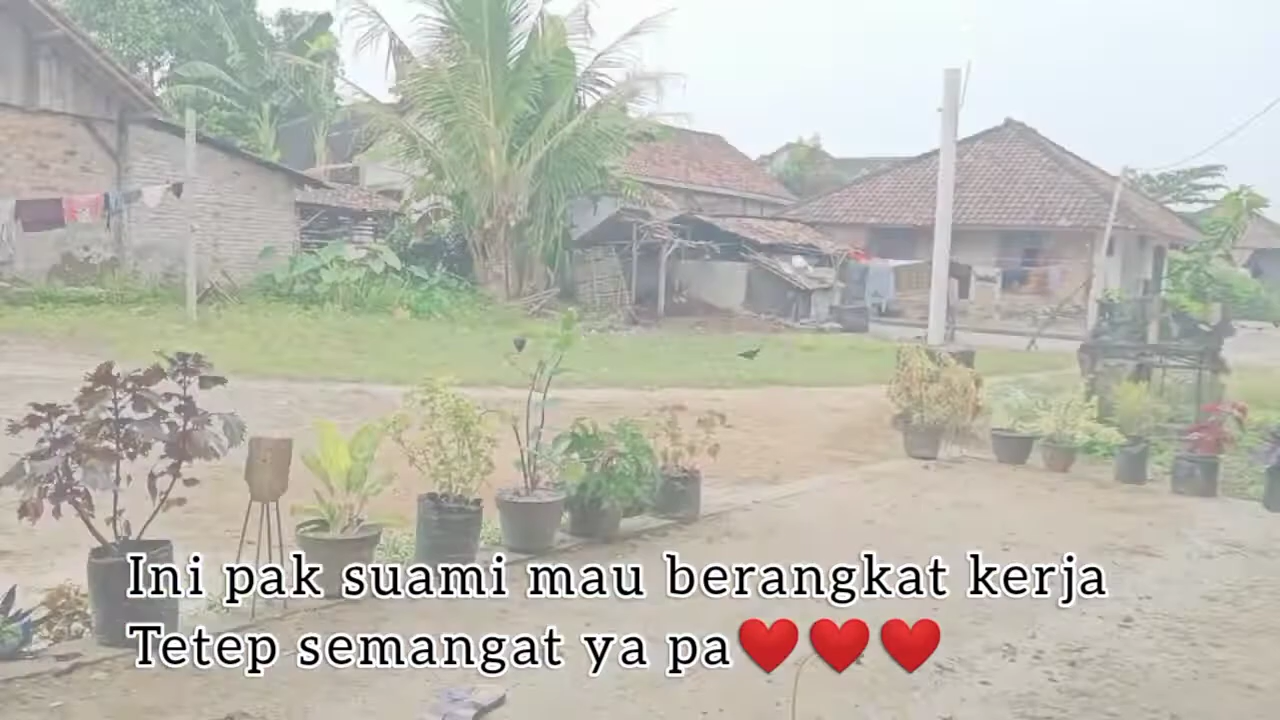 Ini pak suami mau berangkat kerja
Tetep semangat ya pa❤️❤️❤️